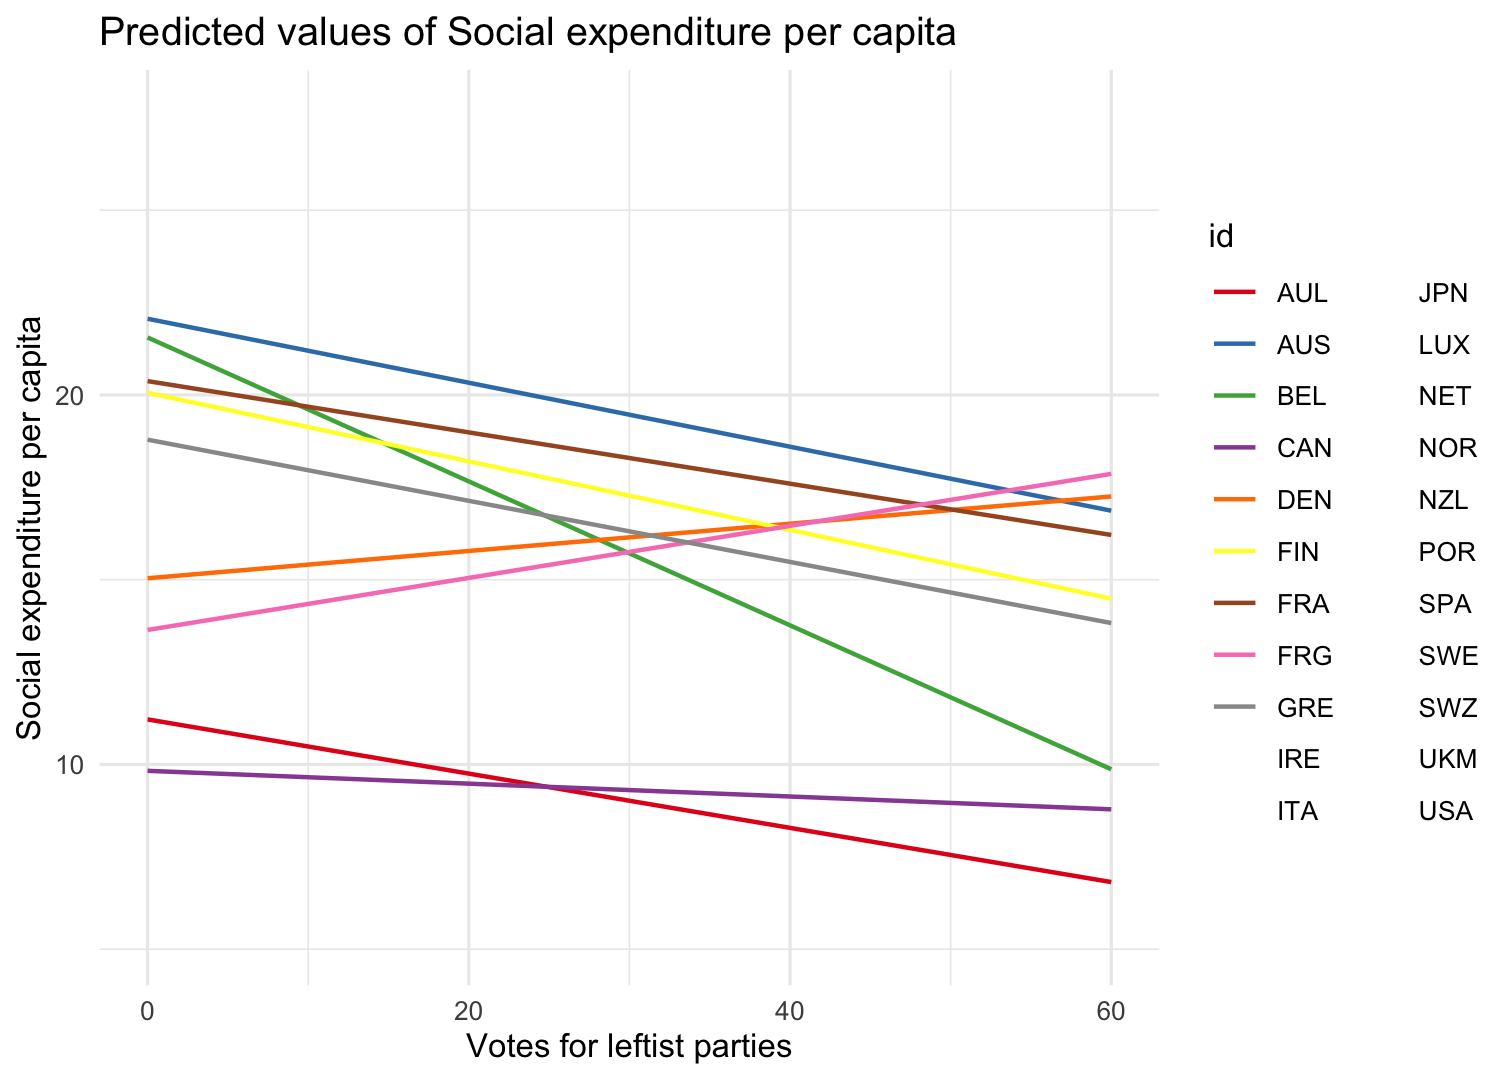 Predicted values of Social expenditure per capita
Social expenditure per capita
20
10
0 20 40 60
Votes for leftist parties
id
AUL JPN
AUS LUX
BEL NET
CAN NOR
DEN NZL
FIN POR
FRA SPA
FRG SWE
GRE SWZ
IRE UKM
ITA USA